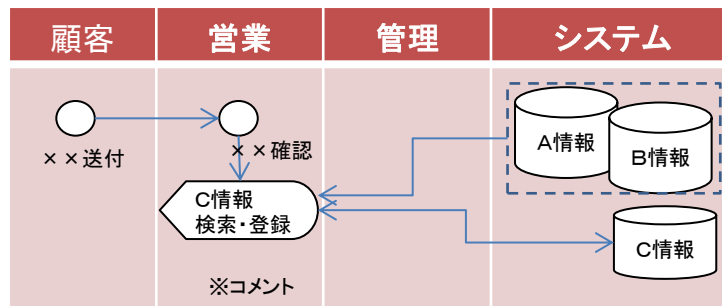 顧客 営業 管理 システム
××送付
××確認
A情報
B情報
C情報
検索・登録
C情報
※コメント